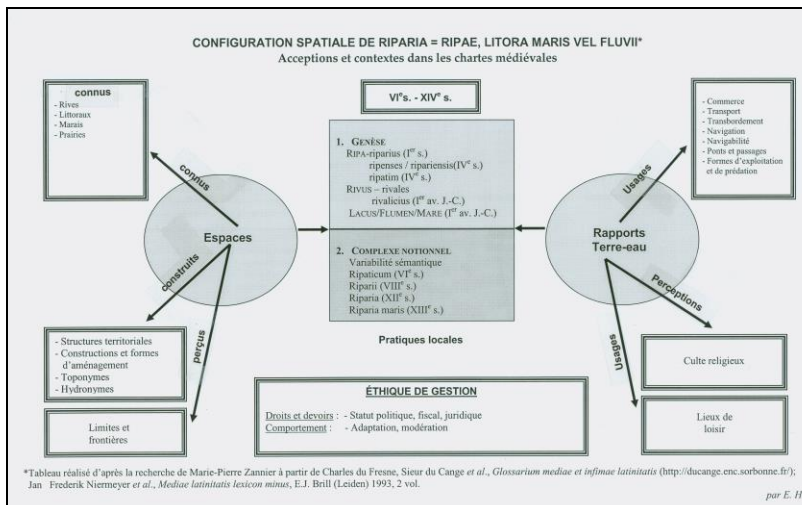 CONFIGURATION SPATIALE DE RIPARIA = RIPAE, LITORA MARIS VEL FLUVII*
Acceptions et contextes dans les chartes médiévales
connus
- Rives
- Littoraux
- Marais
- Prairies
VIe s. - XIVe s.
- Commerce
- Transport
- Transbordement
- Navigation
- Navigabilité
- Ponts et passages
- Formes d'exploitation
et de prédation
1. GENÈSE
RIPA-riparius (Ier s.)
ripenses / ripariensis(IVe s.)
ripatim (IVe s.)
RIVUS – rivales
rivalicius (Ier av. J.-C.)
LACUS/FLUMEN/MARE (Ier av. J.-C.)
connus
Usages
Espaces
Rapports
Terre-eau
2. COMPLEXE NOTIONNEL
Variabilité sémantique
Ripaticum (VIe s.)
Riparii (VIIIe s.)
Riparia (XIIe s.)
Riparia maris (XIIIe s.)
construits
perçus
Perceptions
Usages
Pratiques locales
- Structures territoriales
- Constructions et formes
d'aménagement
- Toponymes
- Hydronymes
Culte religieux
Limites et
frontières
ÉTHIQUE DE GESTION
Droits et devoirs : - Statut politique, fiscal, juridique
Comportement : - Adaptation, modération
Lieux de
loisir
*Tableau réalisé d'après la recherche de Marie-Pierre Zannier à partir de Charles du Fresne, Sieur du Cange et al., Glossarium mediae et infimae latinitatis (http://ducange.enc.sorbonne.fr/);
Jan Frederik Niermeyer et al., Mediae latinitatis lexicon minus, E.J. Brill (Leiden) 1993, 2 vol.
par E. H